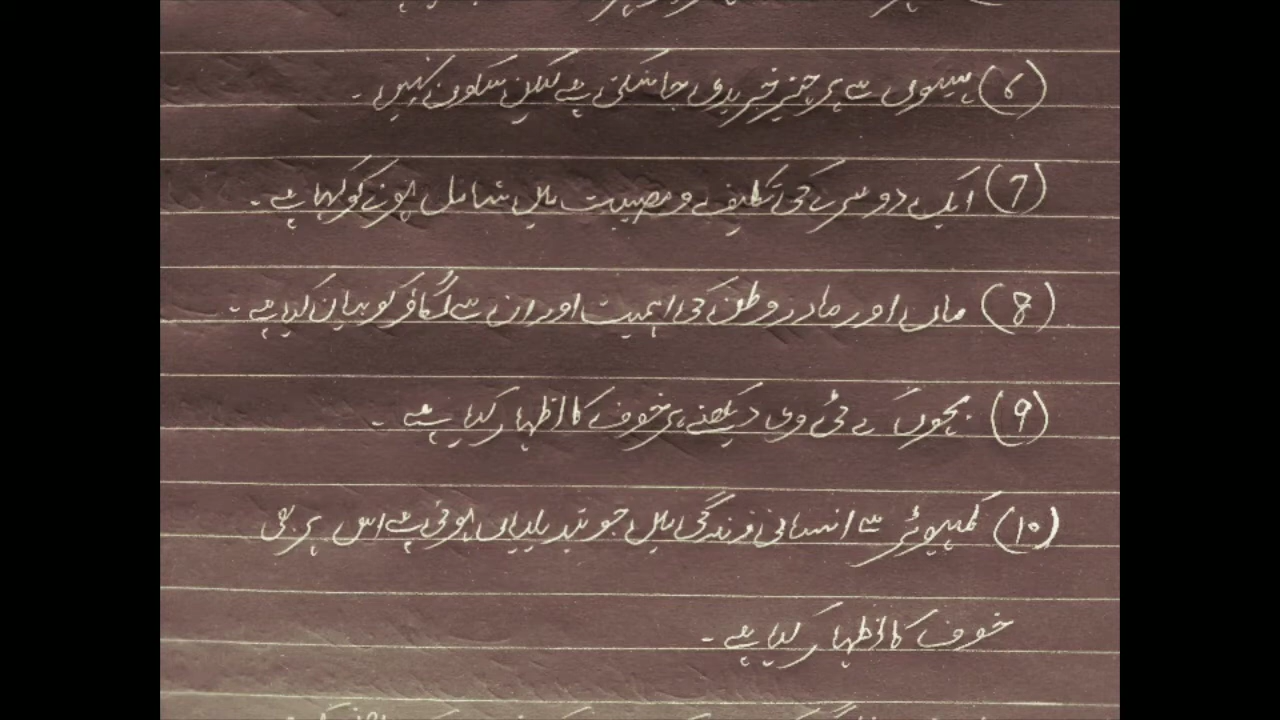 (6) پیسوں سے ہر چیز خریدی جا سکتی ہے لیکن سکون نہیں۔
(7) ایک دوسرے کی تکلیف و مصیبت میں شامل ہونے کو کہا ہے۔
(8) ماں اور مادر وطن کی اہمیت اور ان سے لگاؤ کو بیان کیا ہے۔
(9) بچوں کے ٹی وی دیکھنے پر خوف کا اظہار کیا ہے۔
(10) کمپیوٹر سے انسانی زندگی میں جو تبدیلیاں ہوئی ہے اس پر بھی
خوف کا اظہار کیا ہے۔